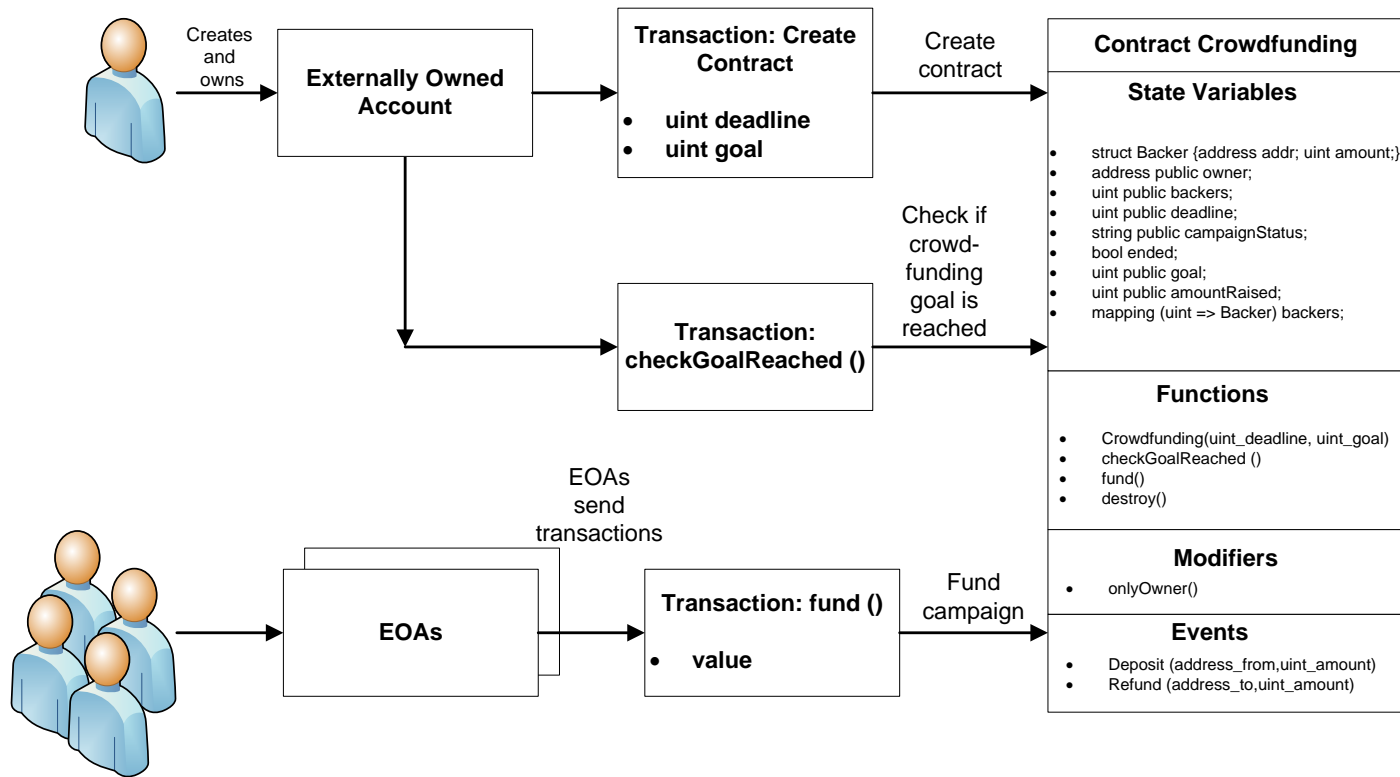 Creates
and
owns
Externally Owned
Account
Transaction: Create
Contract
• uint deadline
• uint goal
Create
contract
Check if
crowd-
funding
goal is
reached
Transaction:
checkGoalReached ()
EOAs
send
transactions
EOAs
Transaction: fund ()
• value
Fund
campaign
Contract Crowdfunding
State Variables
• struct Backer {address addr; uint amount;}
• address public owner;
• uint public backers;
• uint public deadline;
• string public campaignStatus;
• bool ended;
• uint public goal;
• uint public amountRaised;
• mapping (uint => Backer) backers;
Functions
• Crowdfunding(uint_deadline, uint_goal)
• checkGoalReached ()
• fund()
• destroy()
Modifiers
• onlyOwner()
Events
• Deposit (address_from,uint_amount)
• Refund (address_to,uint_amount)